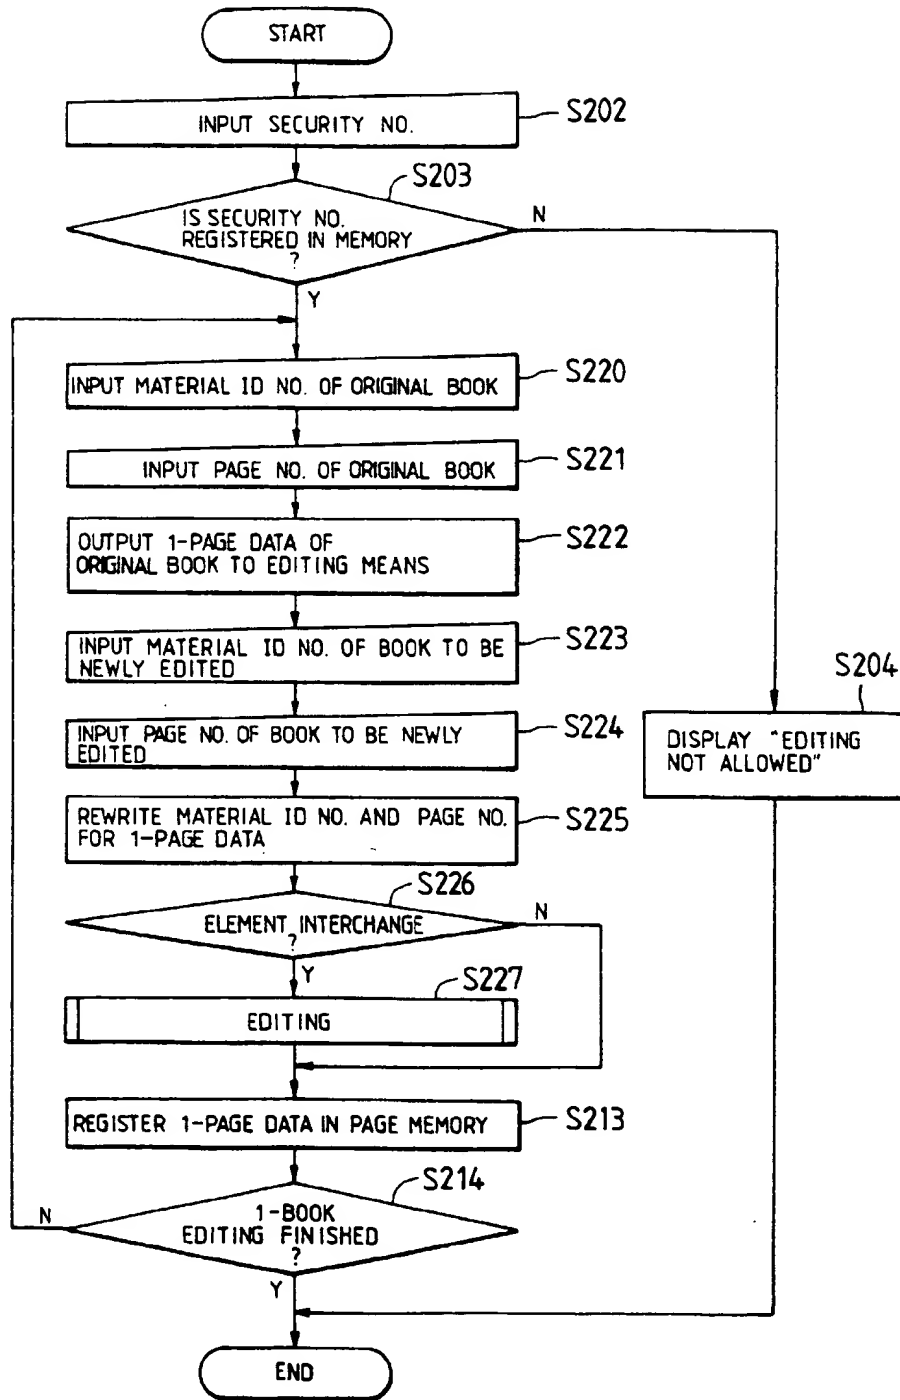 START
INPUT SECURITY NO.
S202
S203
IS SECURITY NO.
REGISTERED IN MEMORY
?
N
Y
INPUT MATERIAL ID NO. OF ORIGINAL BOOK
S220
INPUT PAGE NO. OF ORIGINAL BOOK
S221
OUTPUT 1-PAGE DATA OF
ORIGINAL BOOK TO EDITING MEANS
S222
INPUT MATERIAL ID NO. OF BOOK TO BE
NEWLY EDITED
S223
INPUT PAGE NO. OF BOOK TO BE NEWLY
EDITED
S224
S204
DISPLAY "EDITING
NOT ALLOWED"
REWRITE MATERIAL ID NO. AND PAGE NO.
FOR 1-PAGE DATA
S225
S226
ELEMENT INTERCHANGE
?
N
Y
S227
EDITING
REGISTER 1-PAGE DATA IN PAGE MEMORY
S213
S214
1-BOOK
EDITING FINISHED
?
N
Y
END